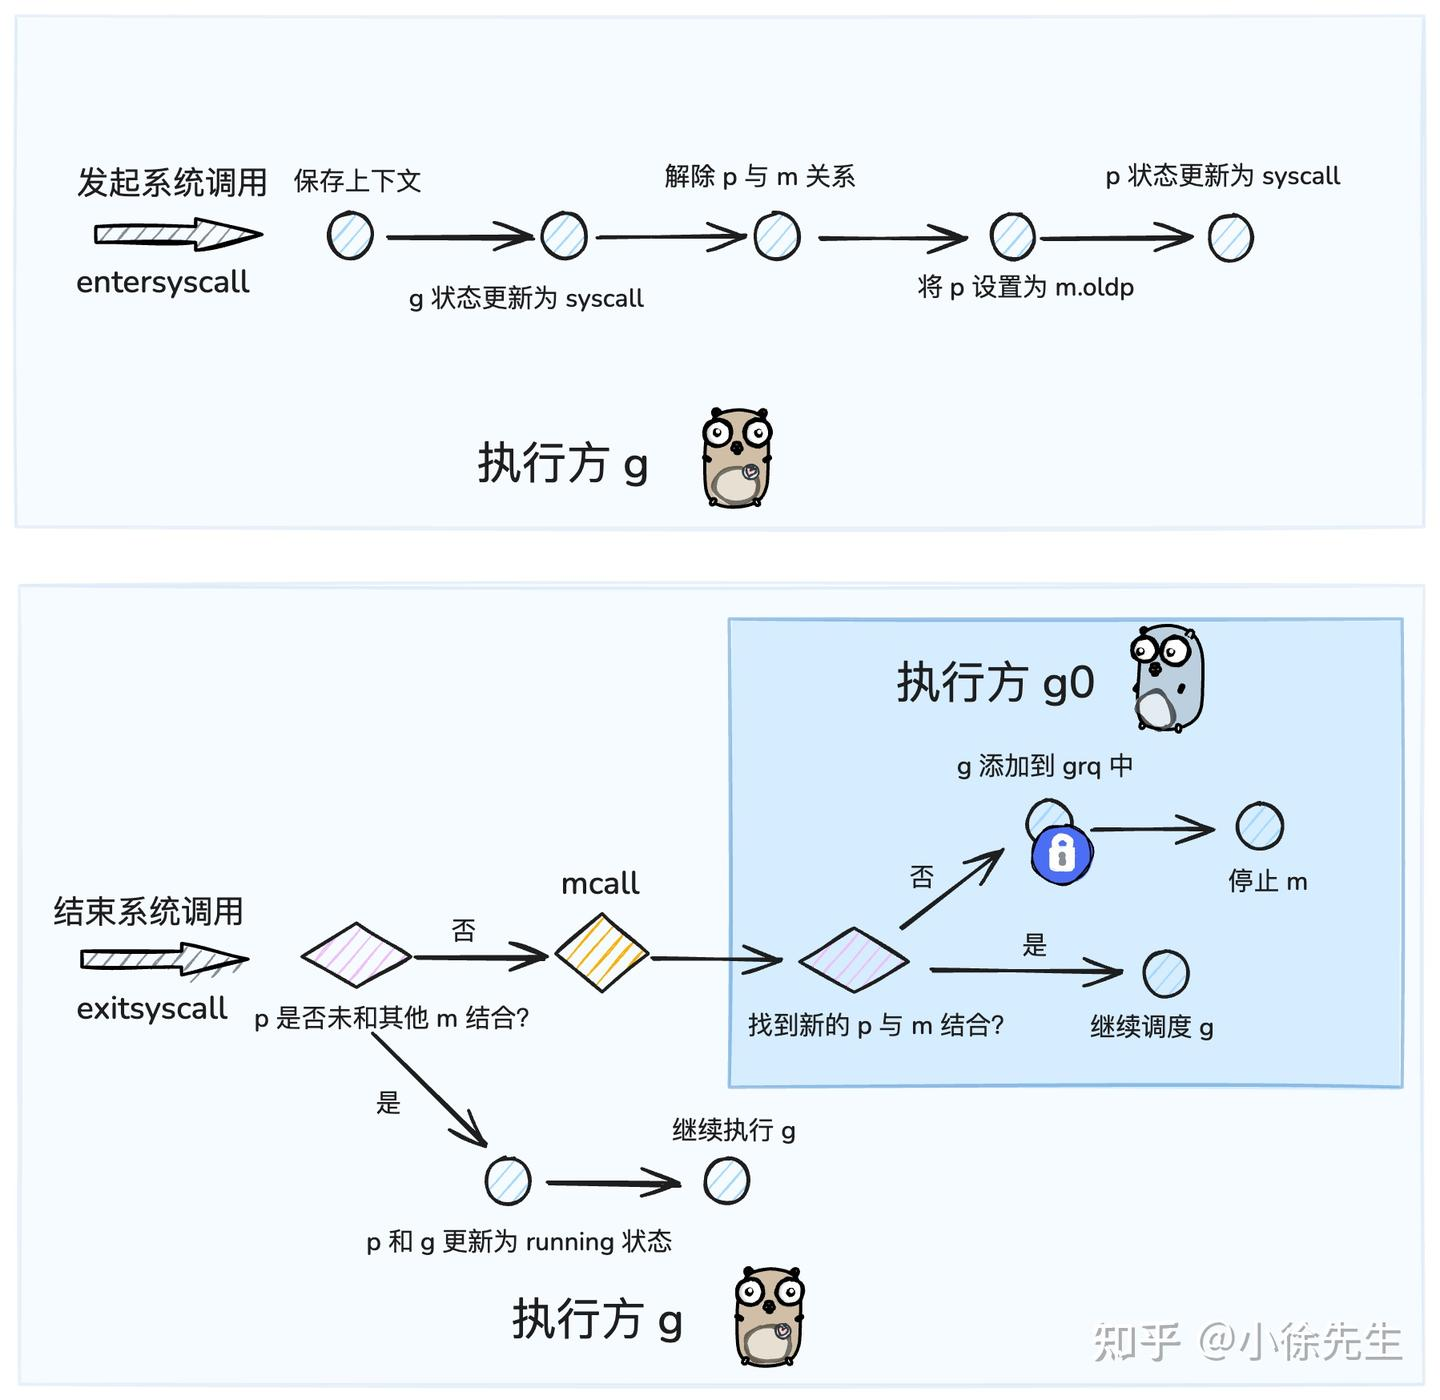 发起系统调用
entersyscall
保存上下文
g 状态更新为 syscall
解除 p 与 m 关系
将 p 设置为 m.oldp
p 状态更新为 syscall
执行方 g
执行方 g0
g 添加到 grq 中
停止 m
否
是
找到新的 p 与 m 结合?
继续调度 g
mcall
否
结束系统调用
exitsyscall
p 是否未和其他 m 结合?
是
继续执行 g
p 和 g 更新为 running 状态
执行方 g
知乎 @小徐先生